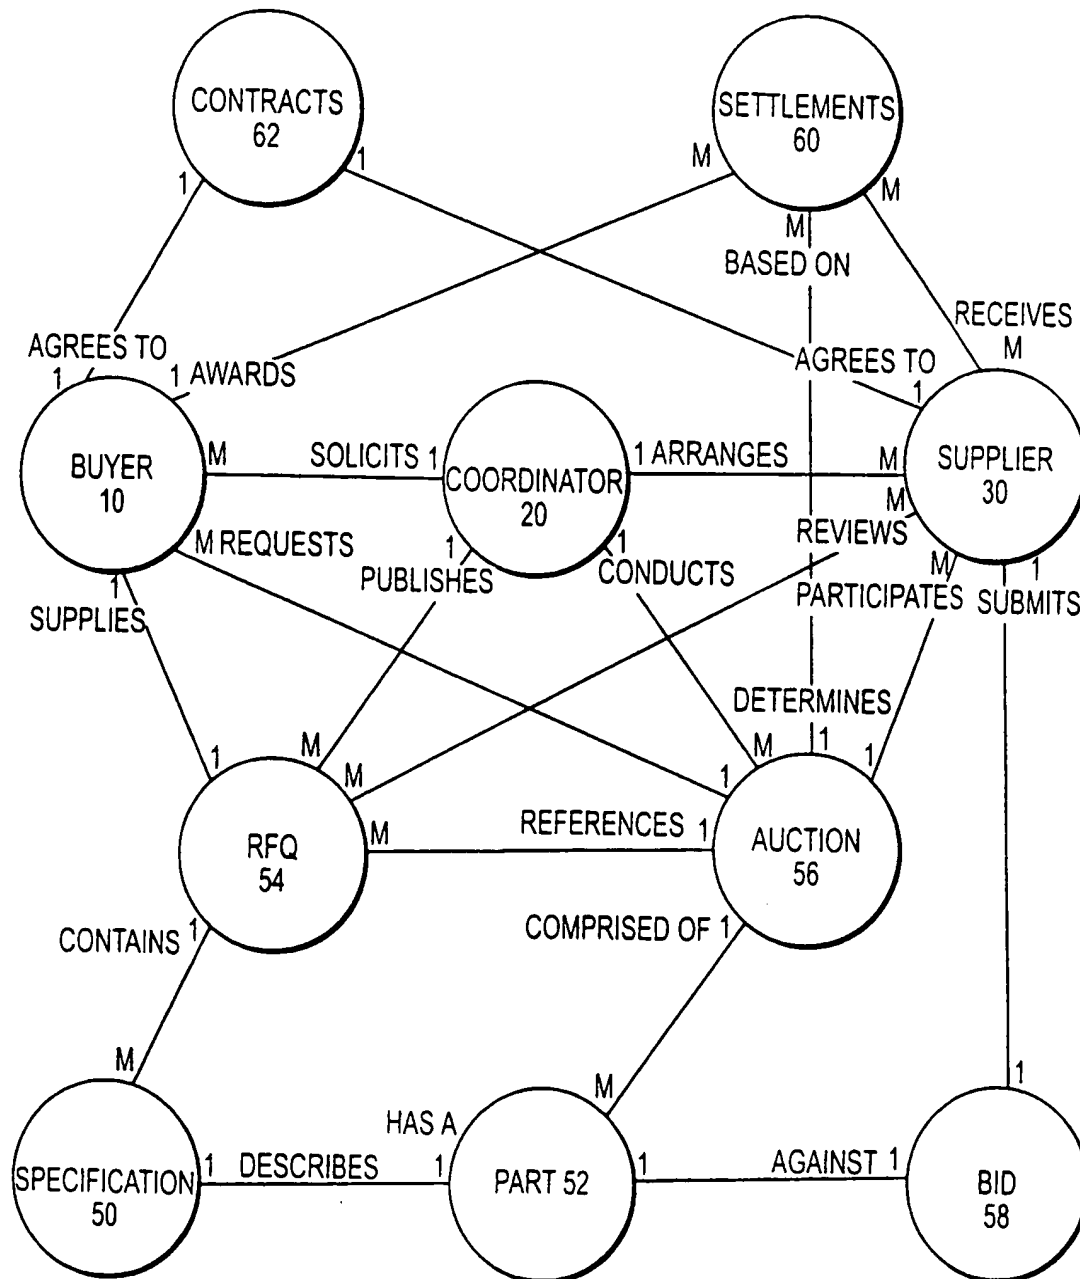 CONTRACTS
62
SETTLEMENTS
60
1
1
M
M
M
BASED ON
RECEIVES
M
AGREES TO
1
1 AWARDS
AGREES TO
1
BUYER
10
M
SOLICITS 1
COORDINATOR
20
1 ARRANGES
M
SUPPLIER
30
M
REVIEWS
M REQUESTS
1
PUBLISHES
1
CONDUCTS
M
PARTICIPATES
1
SUBMITS
1
SUPPLIES
DETERMINES
1
M
M
M
1
1
1
RFQ
54
M
REFERENCES 1
AUCTION
56
CONTAINS 1
COMPRISED OF 1
M
M
1
HAS A
SPECIFICATION
50
1 DESCRIBES
1
PART 52
1
AGAINST 1
BID
58